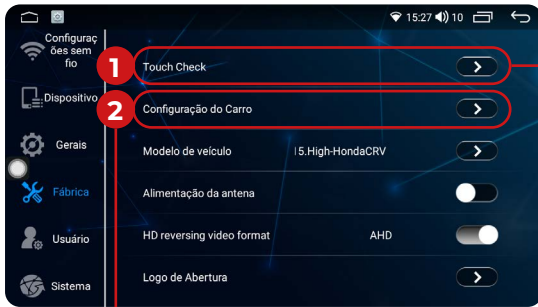 15:27 10
Configuraç
ões sem
fio
Dispositivo
Gerais
Fábrica
Usuário
Sistema
1
Touch Check
2
Configuração do Carro
Modelo de veículo 15.High-HondaCRV
Alimentação da antena
HD reversing video format AHD
Logo de Abertura